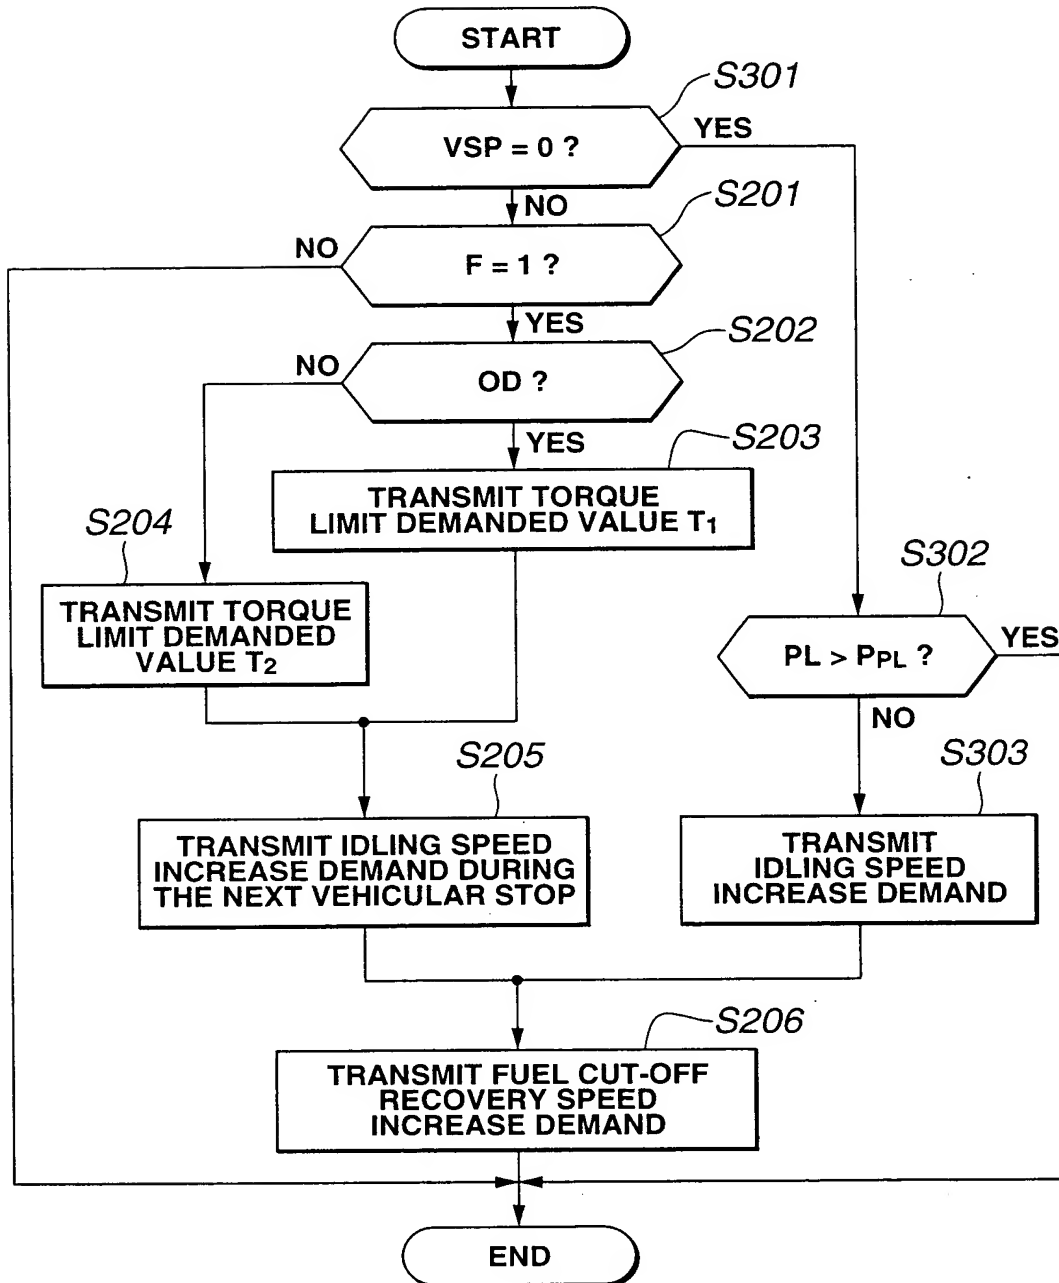 START
S301
VSP = 0 ?
YES
NO
S201
NO
F = 1 ?
YES
S202
NO
OD ?
YES
S203
TRANSMIT TORQUE
LIMIT DEMANDED VALUE T1
S204
TRANSMIT TORQUE
LIMIT DEMANDED
VALUE T2
S302
PL > PPL ?
YES
NO
S205
TRANSMIT IDLING SPEED
INCREASE DEMAND DURING
THE NEXT VEHICULAR STOP
S303
TRANSMIT
IDLING SPEED
INCREASE DEMAND
S206
TRANSMIT FUEL CUT-OFF
RECOVERY SPEED
INCREASE DEMAND
END